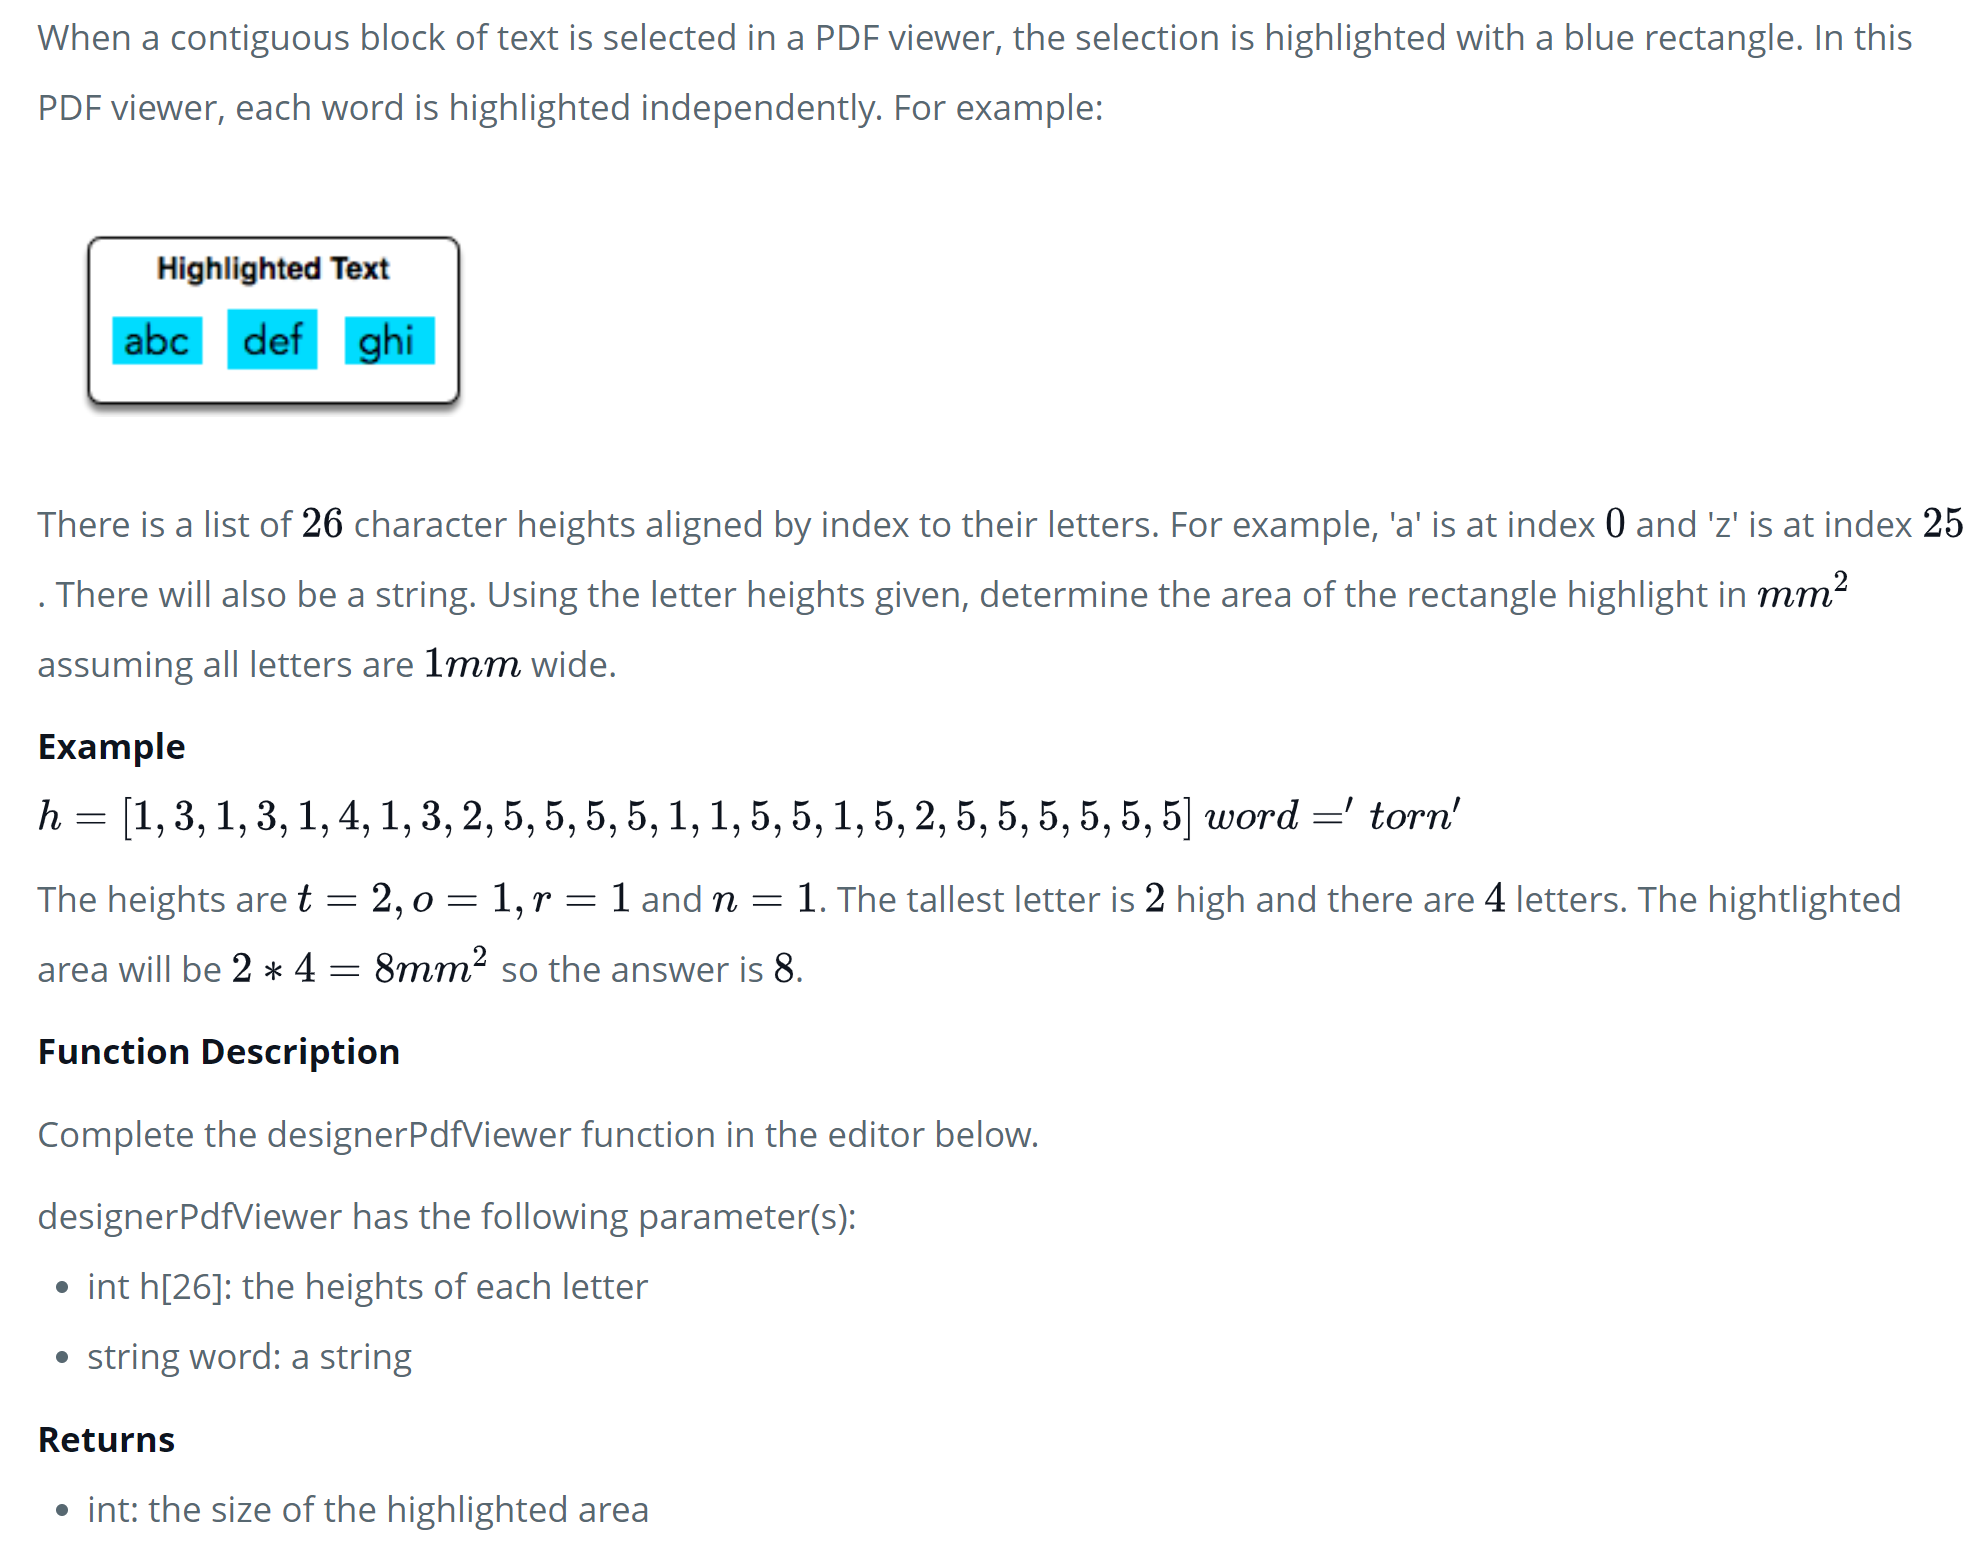 When a contiguous block of text is selected in a PDF viewer, the selection is highlighted with a blue rectangle. In this
PDF viewer, each word is highlighted independently. For example:
Highlighted Text
abc def ghi
There is a list of 26 character heights aligned by index to their letters. For example, 'a' is at index 0 and 'z' is at index 25
. There will also be a string. Using the letter heights given, determine the area of the rectangle highlight in mm²
assuming all letters are 1mm wide.
Example
h = [1, 3, 1, 3, 1, 4, 1, 3, 2, 5, 5, 5, 5, 1, 1, 5, 5, 1, 5, 2, 5, 5, 5, 5, 5, 5] word =' torn'
The heights are t = 2, o = 1, r = 1 and n = 1. The tallest letter is 2 high and there are 4 letters. The hightlighted
area will be 2 * 4 = 8mm² so the answer is 8.
Function Description
Complete the designerPdfViewer function in the editor below.
designerPdfViewer has the following parameter(s):
• int h[26]: the heights of each letter
• string word: a string
Returns
• int: the size of the highlighted area